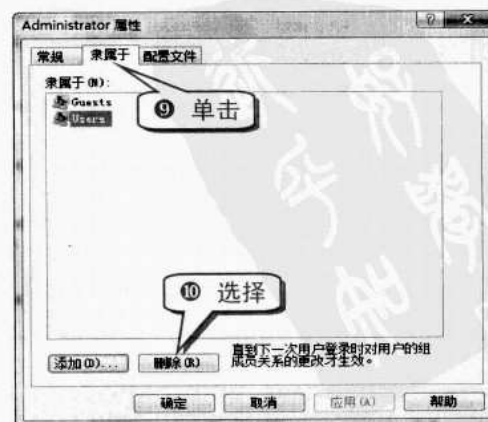 Administrator 属性
常规 隶属于 配置文件
隶属于(M):
Guests
Users
❾ 单击
❿ 选择
添加(D)... 删除(R)
直到下一次用户登录时对用户的组
成员关系的更改才生效。
确定 取消 应用(A) 帮助